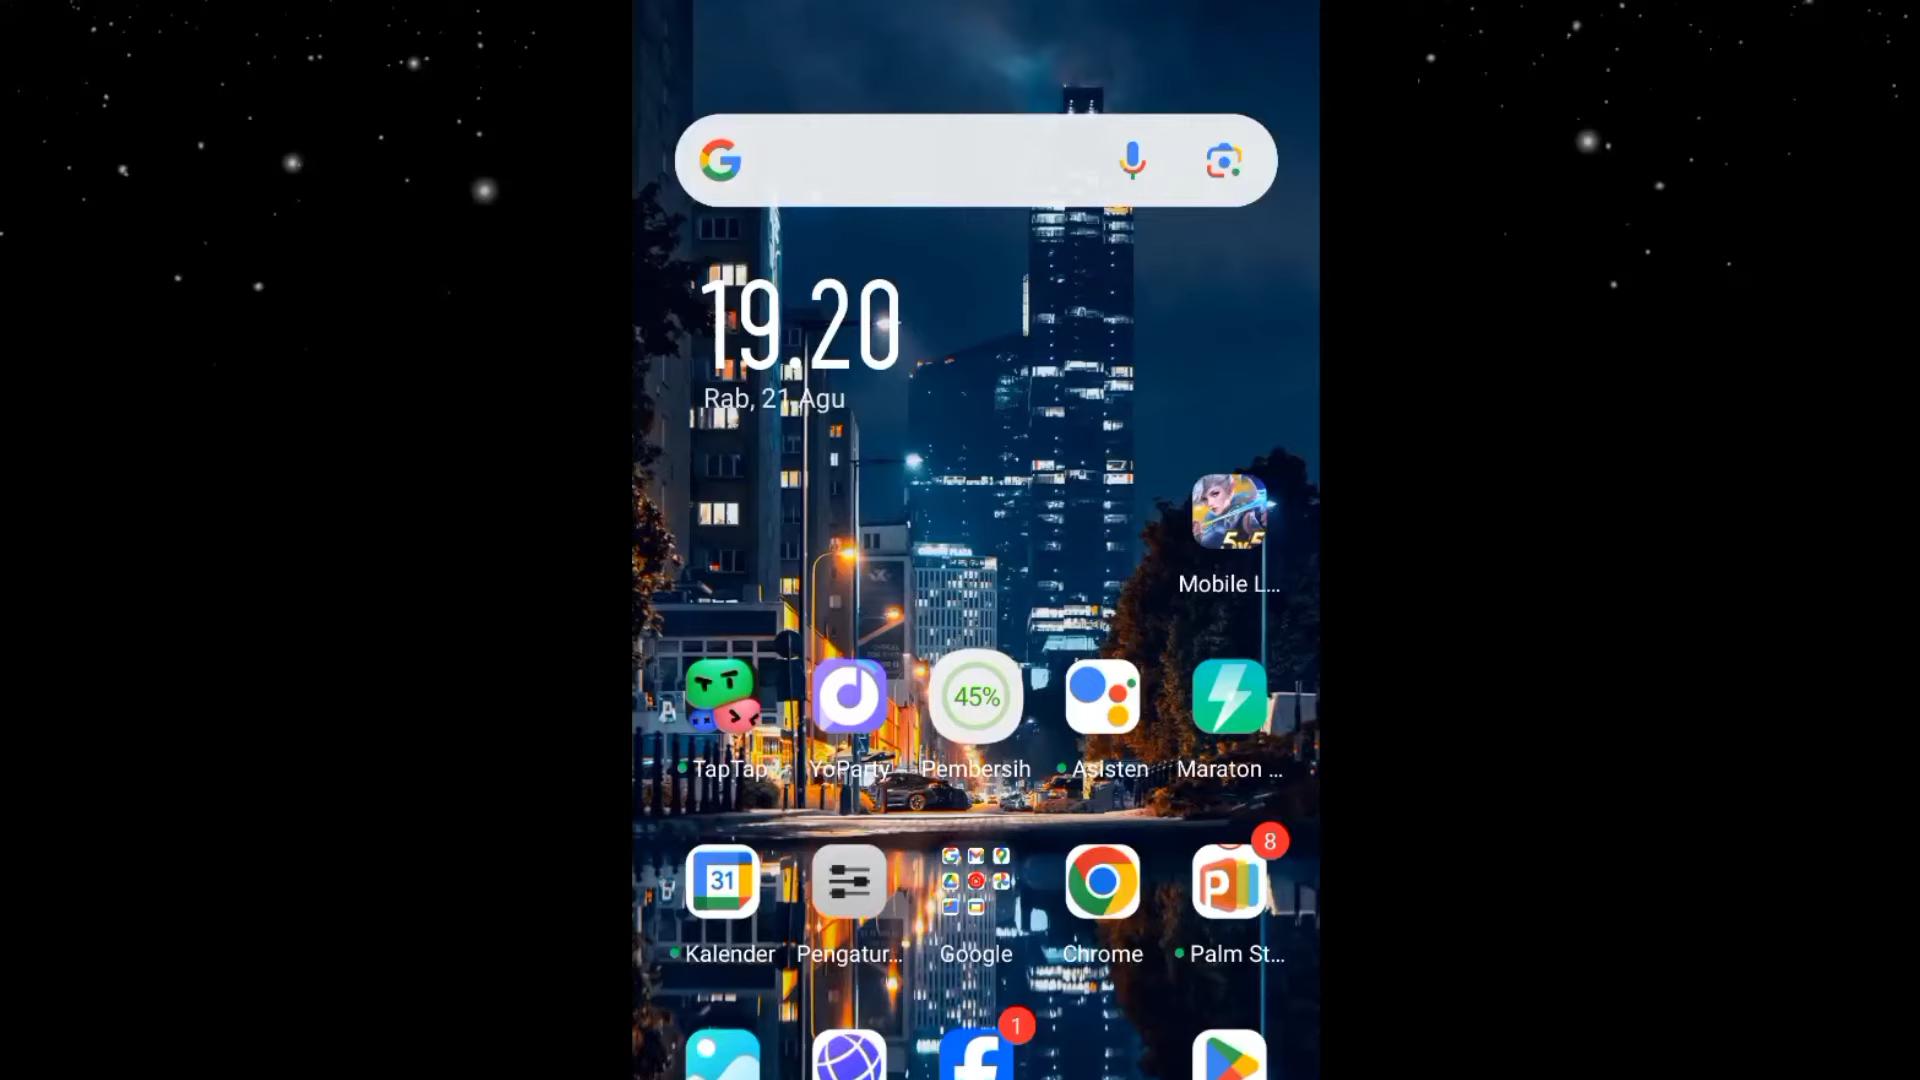 19.20
Rab, 21 Agu
5v5
Mobile L...
45%
TapTap
YoParty
Pembersih
Asisten
Maraton ...
8
31
Kalender
Pengatur...
Google
Chrome
Palm St...
1